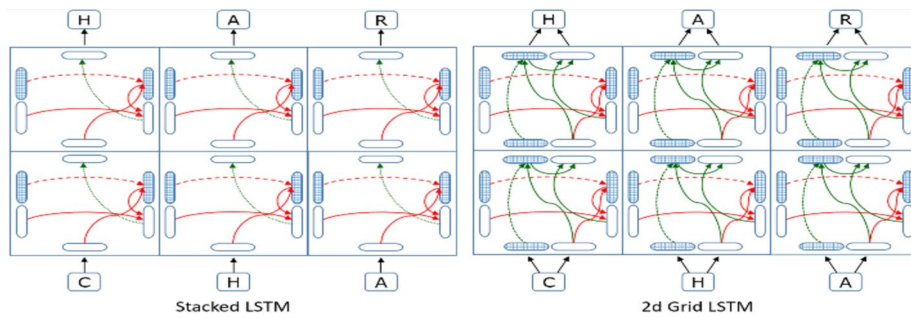 H A R H A R
C H A C H A
Stacked LSTM 2d Grid LSTM